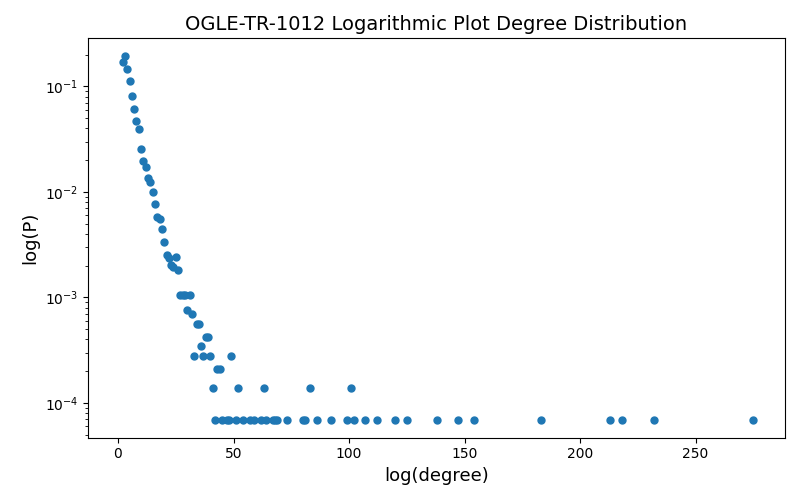 OGLE-TR-1012 Logarithmic Plot Degree Distribution
log(P)
10⁻¹
10⁻²
10⁻³
10⁻⁴
0 50 100 150 200 250
log(degree)